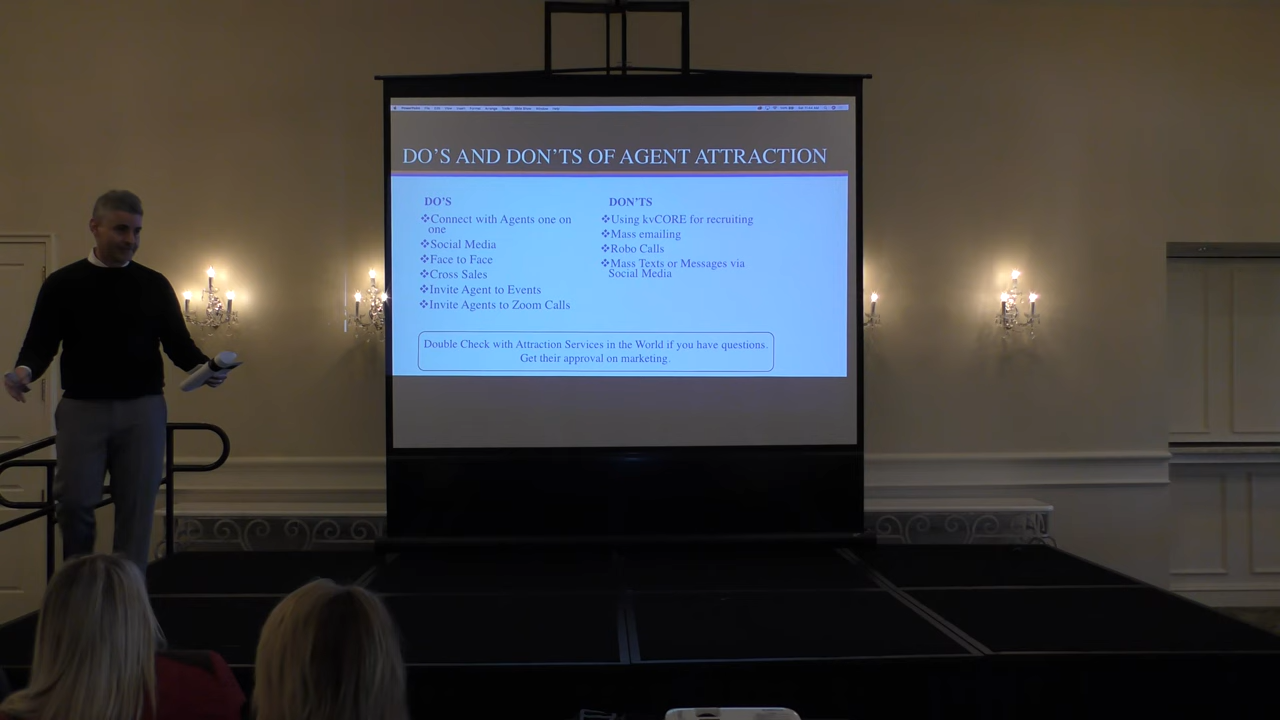 DO'S AND DON'TS OF AGENT ATTRACTION
DO'S
❖Connect with Agents one on
one
❖Social Media
❖Face to Face
❖Cross Sales
❖Invite Agent to Events
❖Invite Agents to Zoom Calls
DON'TS
❖Using kvCORE for recruiting
❖Mass emailing
❖Robo Calls
❖Mass Texts or Messages via
Social Media
Double Check with Attraction Services in the World if you have questions.
Get their approval on marketing.